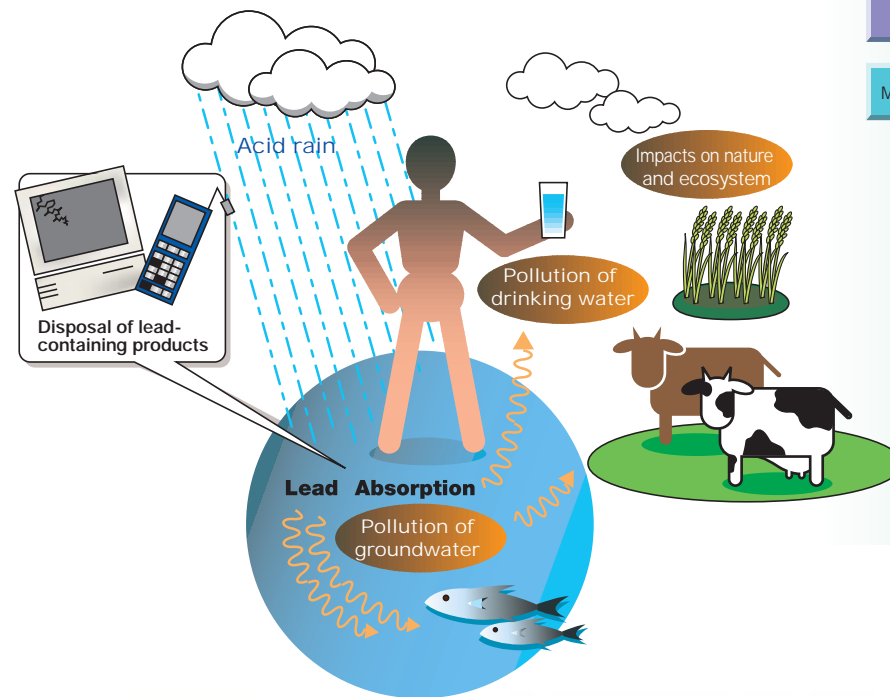 Acid rain
Impacts on nature
and ecosystem
M
Pollution of
drinking water
Disposal of lead-
containing products
Lead Absorption
Pollution of
groundwater